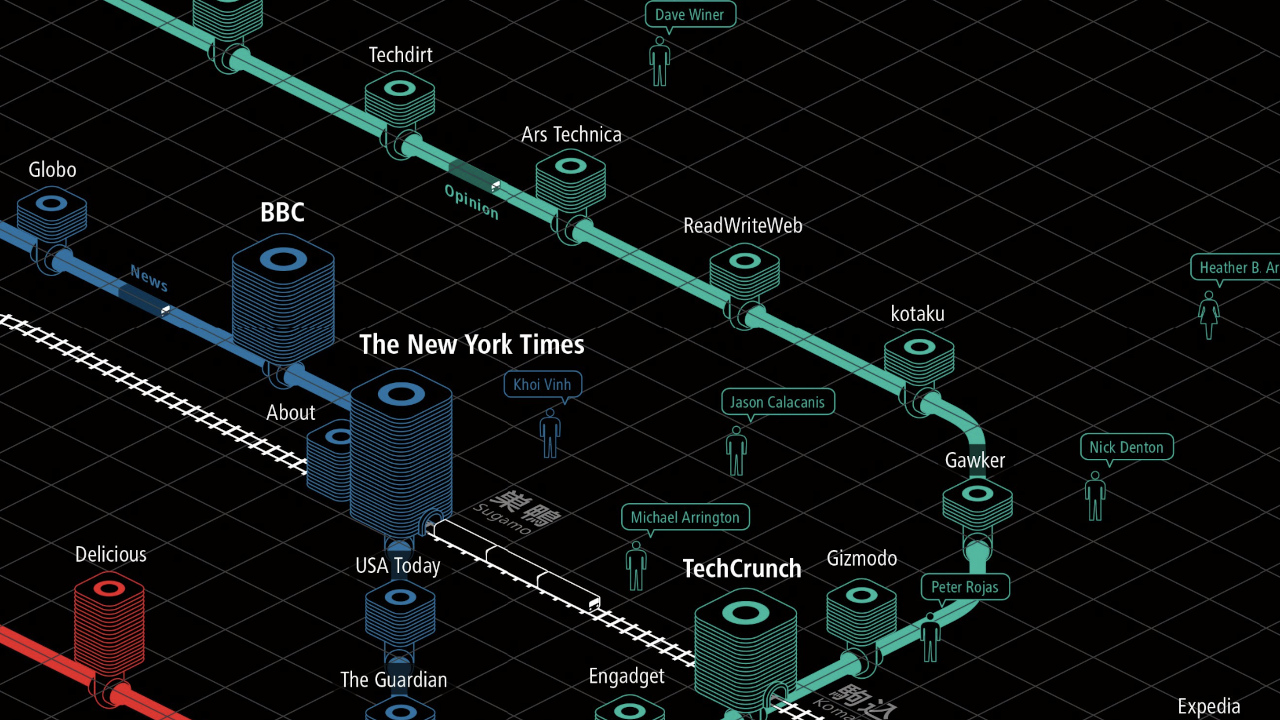 Dave Winer
Techdirt
Ars Technica
Globo
Opinion
BBC
ReadWriteWeb
News
Heather B. Ar
kotaku
The New York Times
Khoi Vinh
Jason Calacanis
About
Nick Denton
Gawker
巣鴨
Sugamo
Michael Arrington
Delicious
USA Today
TechCrunch
Gizmodo
Peter Rojas
The Guardian
Engadget
駒込
Koma
Expedia